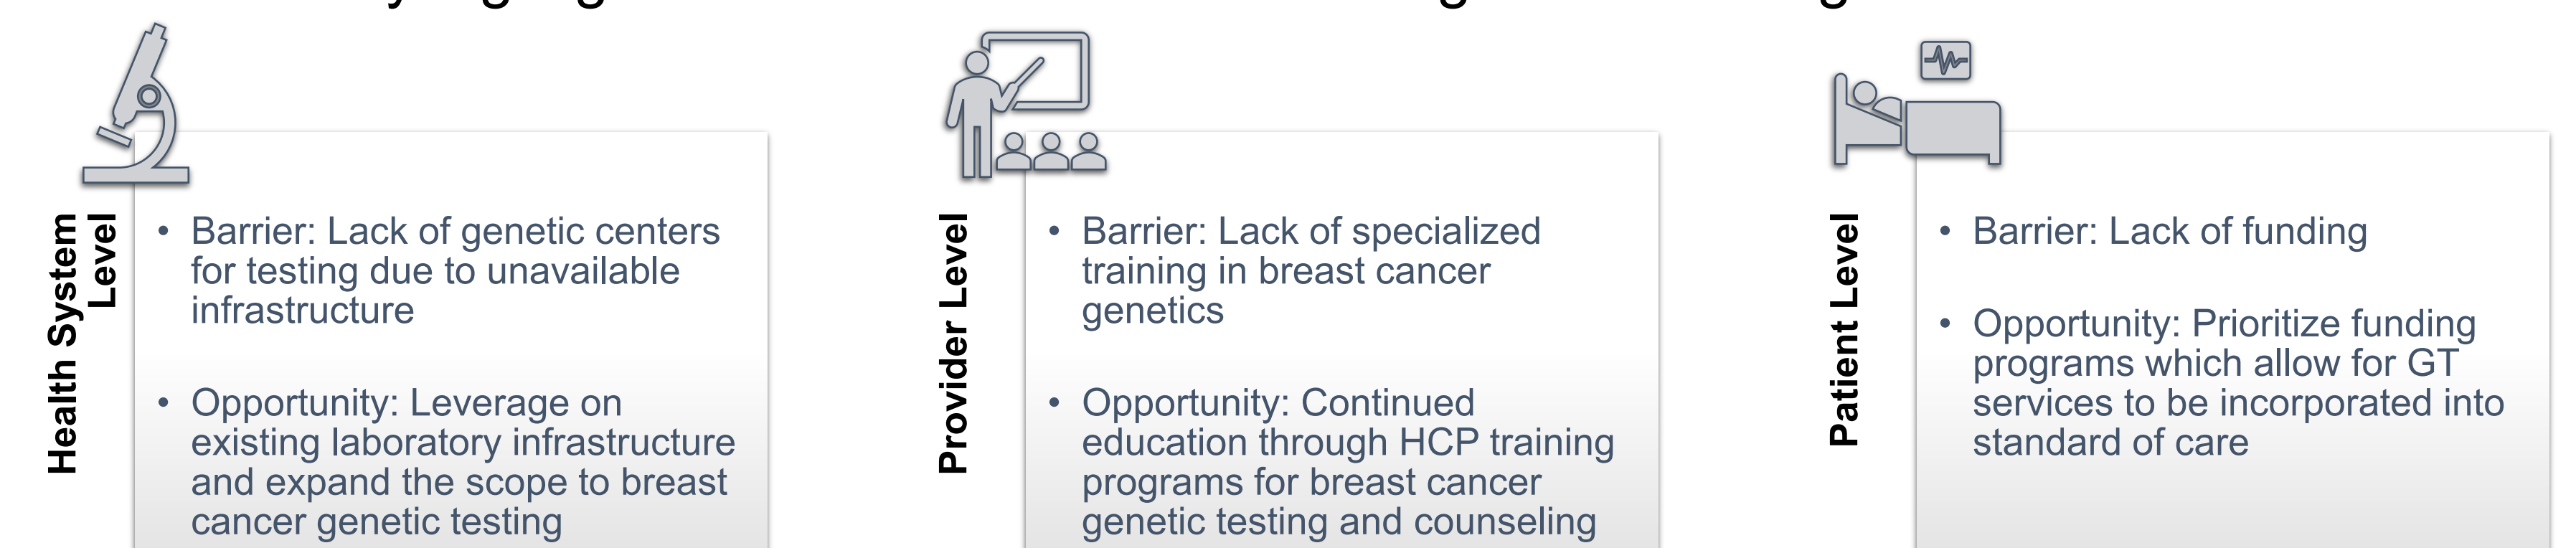 Health System
Level
• Barrier: Lack of genetic centers
for testing due to unavailable
infrastructure
• Opportunity: Leverage on
existing laboratory infrastructure
and expand the scope to breast
cancer genetic testing
Provider Level
• Barrier: Lack of specialized
training in breast cancer
genetics
• Opportunity: Continued
education through HCP training
programs for breast cancer
genetic testing and counseling
Patient Level
• Barrier: Lack of funding
• Opportunity: Prioritize funding
programs which allow for GT
services to be incorporated into
standard of care